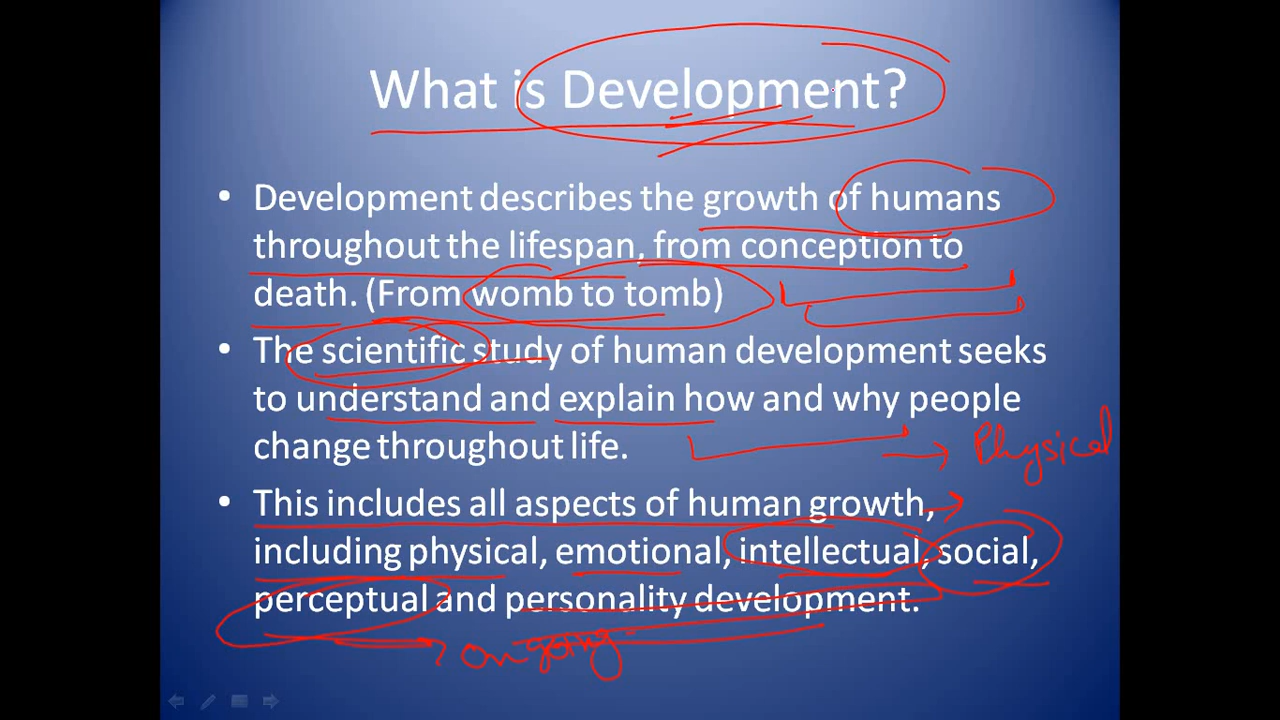 What is Development?
• Development describes the growth of humans
throughout the lifespan, from conception to
death. (From womb to tomb)
• The scientific study of human development seeks
to understand and explain how and why people
change throughout life.
→ Physical
• This includes all aspects of human growth,
including physical, emotional, intellectual, social,
perceptual and personality development.
on going